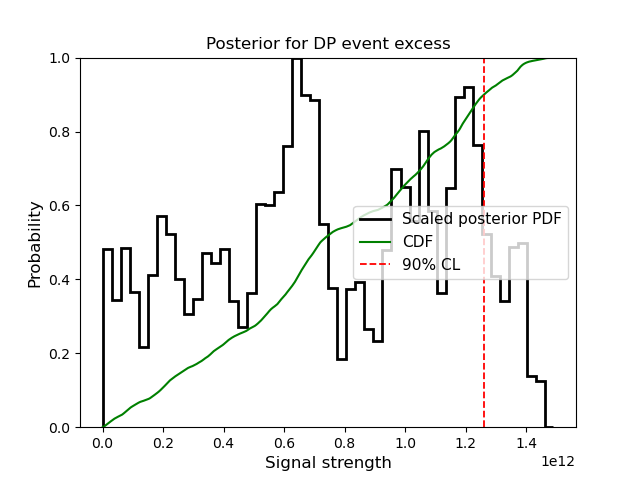 Posterior for DP event excess
Probability
1.0
0.8
0.6
0.4
0.2
0.0
Scaled posterior PDF
CDF
90% CL
0.0 0.2 0.4 0.6 0.8 1.0 1.2 1.4
1e12
Signal strength